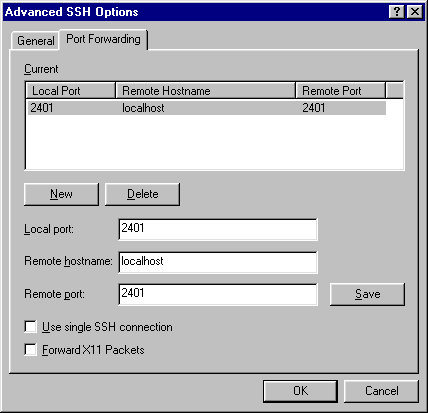 Advanced SSH Options
General Port Forwarding
Current
Local Port Remote Hostname Remote Port
2401 localhost 2401
New Delete
Local port: 2401
Remote hostname: localhost
Remote port: 2401 Save
Use single SSH connection
Forward X11 Packets
OK Cancel